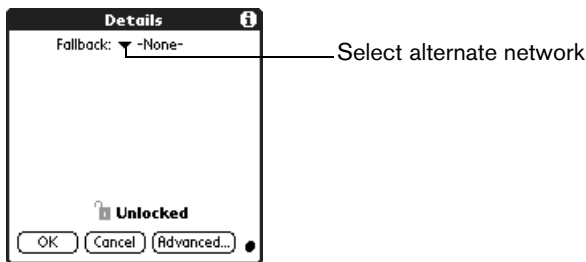 Details
Fallback: -None-
Select alternate network
Unlocked
OK Cancel Advanced...